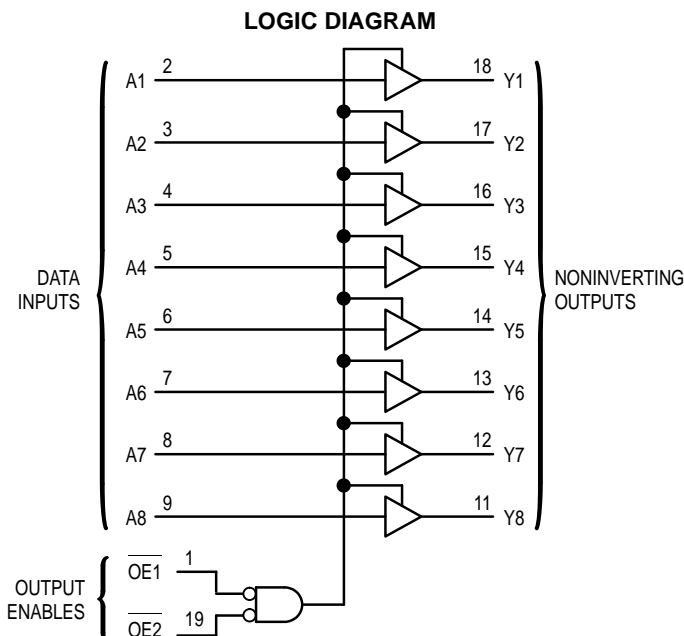 LOGIC DIAGRAM
A1 2 18 Y1
A2 3 17 Y2
A3 4 16 Y3
A4 5 15 Y4
DATA
INPUTS
NONINVERTING
OUTPUTS
A5 6 14 Y5
A6 7 13 Y6
A7 8 12 Y7
A8 9 11 Y8
OUTPUT
ENABLES
OE1 1
OE2 19